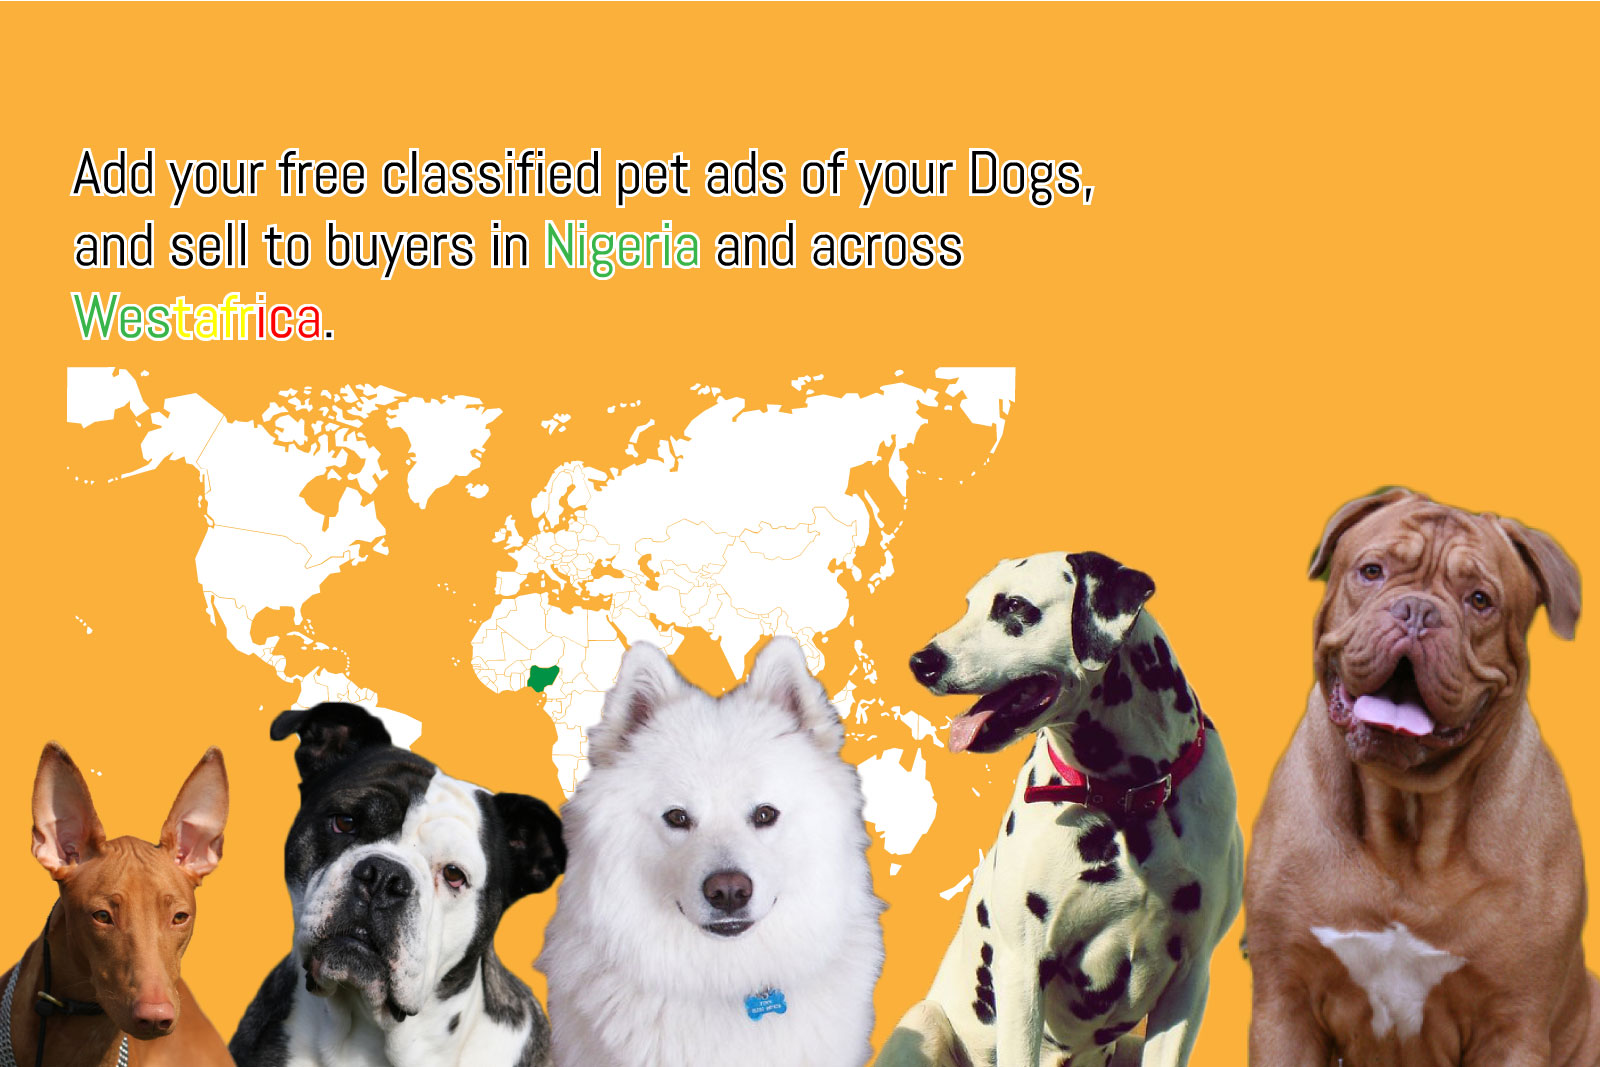 Add your free classified pet ads of your Dogs,
and sell to buyers in Nigeria and across
Westafrica.